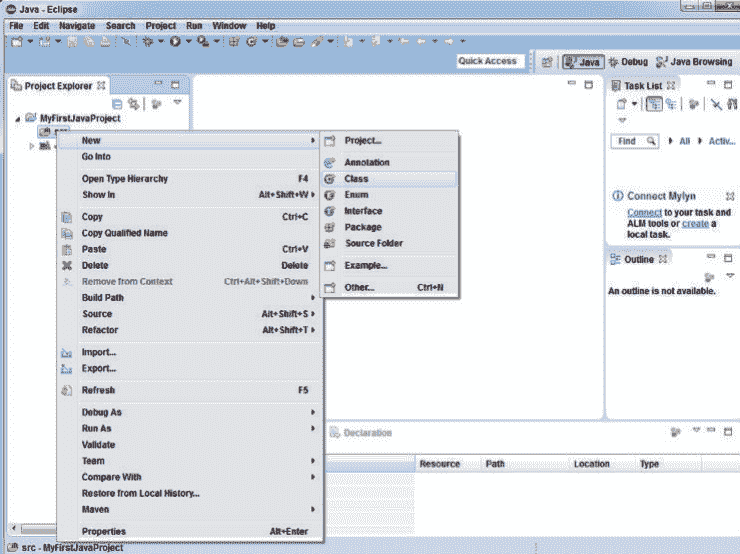 Java - Eclipse
File Edit Navigate Search Project Run Window Help
Quick Access
Java Debug Java Browsing
Project Explorer
MyFirstJavaProject
New
Go Into
Open Type Hierarchy F4
Show In Alt+Shift+W
Copy Ctrl+C
Copy Qualified Name
Paste Ctrl+V
Delete Delete
Remove from Context Ctrl+Alt+Shift+Down
Build Path
Source Alt+Shift+S
Refactor Alt+Shift+T
Import...
Export...
Refresh F5
Debug As
Run As
Validate
Team
Compare With
Restore from Local History...
Maven
Properties Alt+Enter
Project...
Annotation
Class
Enum
Interface
Package
Source Folder
Example...
Other... Ctrl+N
Task List
Find All Activ...
Connect Mylyn
Connect to your task and
ALM tools or create a
local task.
Outline
An outline is not available.
Declaration
Resource Path Location Type
src - MyFirstJavaProject